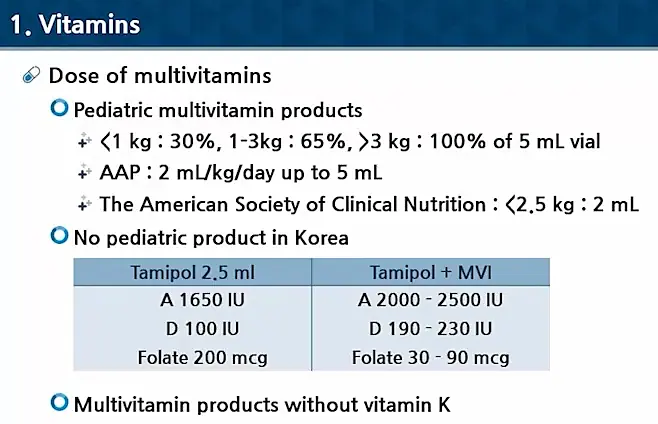 1. Vitamins
Dose of multivitamins
Pediatric multivitamin products
<1 kg : 30%, 1-3kg : 65%, >3 kg : 100% of 5 mL vial
AAP : 2 mL/kg/day up to 5 mL
The American Society of Clinical Nutrition : <2.5 kg : 2 mL
No pediatric product in Korea
Tamipol 2.5 ml Tamipol + MVI
A 1650 IU A 2000 - 2500 IU
D 100 IU D 190 - 230 IU
Folate 200 mcg Folate 30 - 90 mcg
Multivitamin products without vitamin K